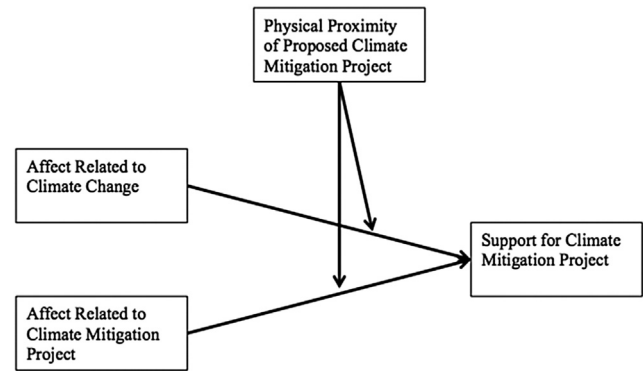 Physical Proximity
of Proposed Climate
Mitigation Project
Affect Related to
Climate Change
Support for Climate
Mitigation Project
Affect Related to
Climate Mitigation
Project